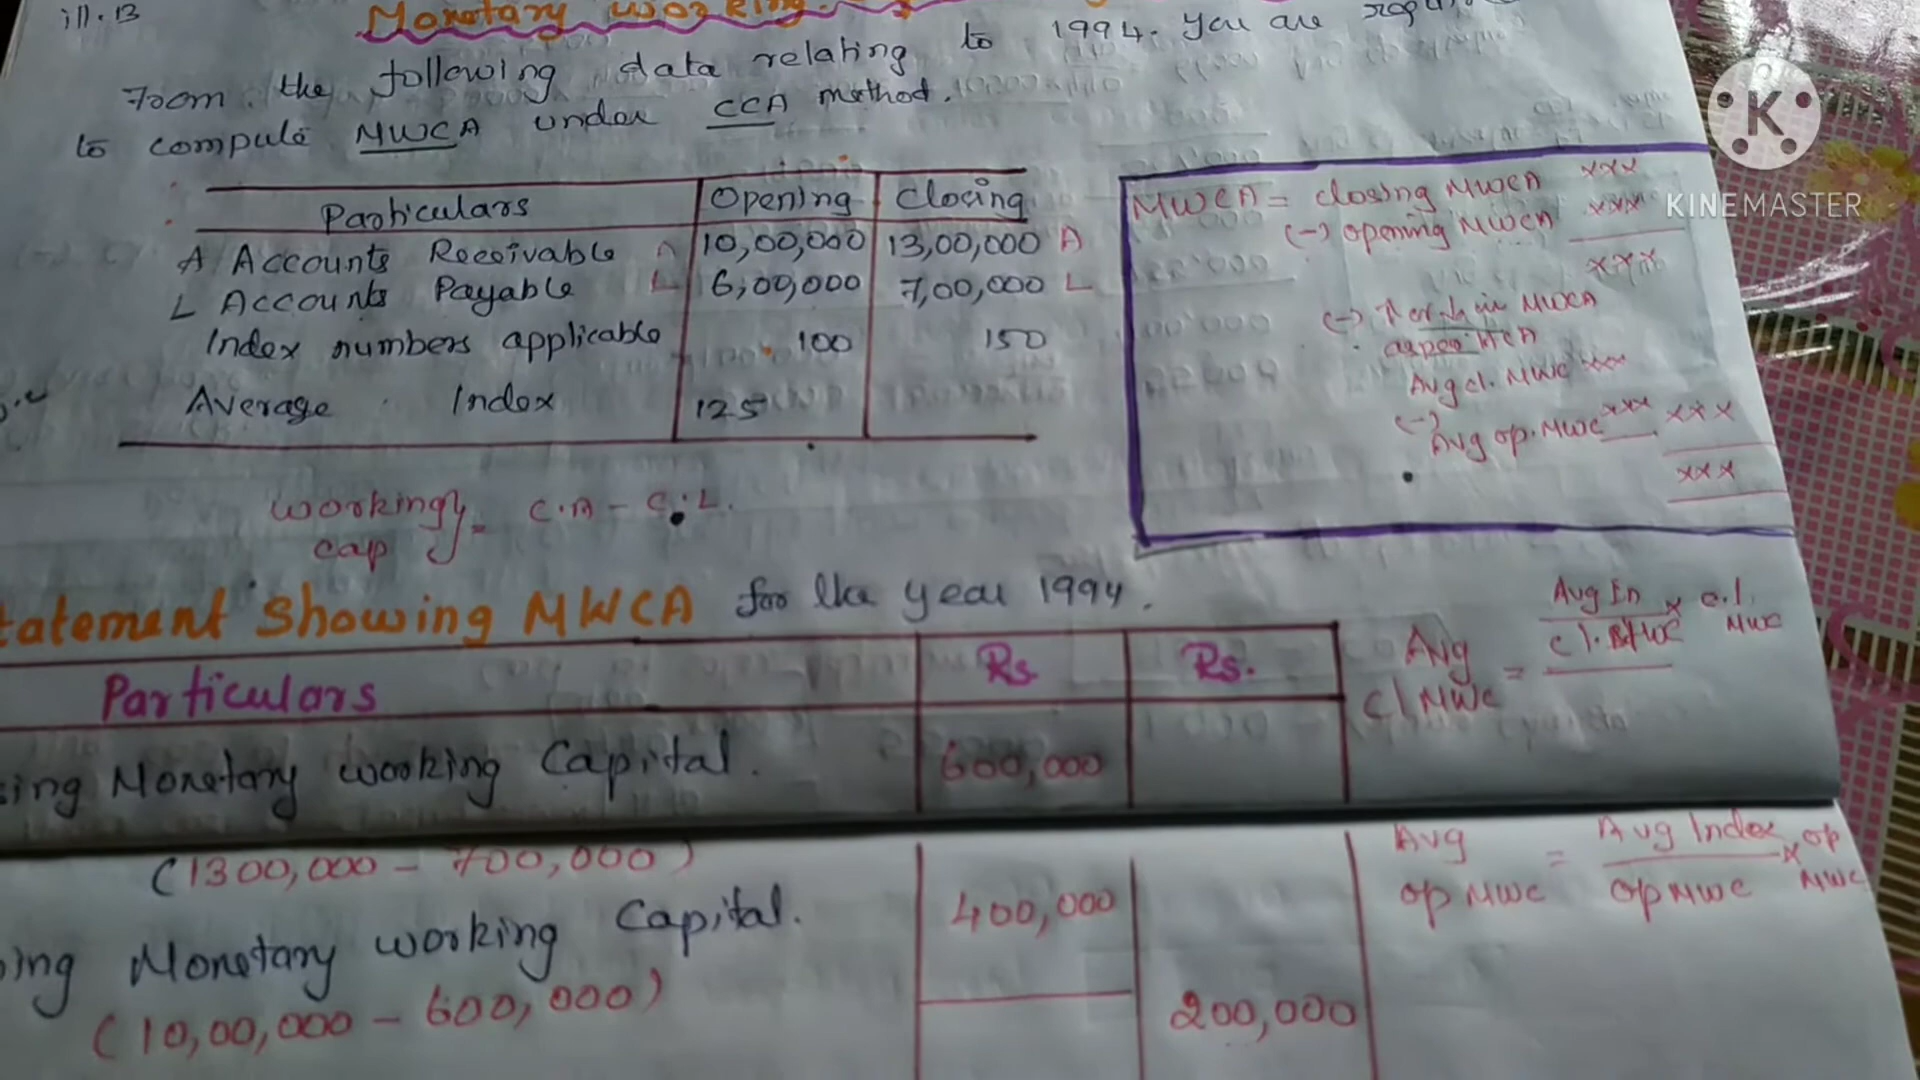 ill.13
Monetary working
From the following data relating to 1994. You are
to compute MWCA under CCA method.
Particulars Opening Closing
A Accounts Receivable A 10,00,000 13,00,000 A
L Accounts Payable L 6,00,000 7,00,000 L
Index numbers applicable 100 150
Average Index 125
working cap } = C.A - C.L.
MWCA = closing MWCA xxx
(-) opening MWCA xxx
xxx
(-) in MWCA
Avg cl. MWC xxx
(-) Avg op. MWC xxx xxx
xxx
tatement Showing MWCA for the year 1994.
Particulars Rs. Rs.
sing Monetary working Capital. 600,000
(1300,000 - 700,000)
ing Monetary working Capital. 400,000
(10,00,000 - 600,000) 200,000
Avg cl MWC = Avg In / cl. MWC x c.l. MWC
Avg op MWC = Avg Index / op MWC x op MWC
K
KINEMASTER